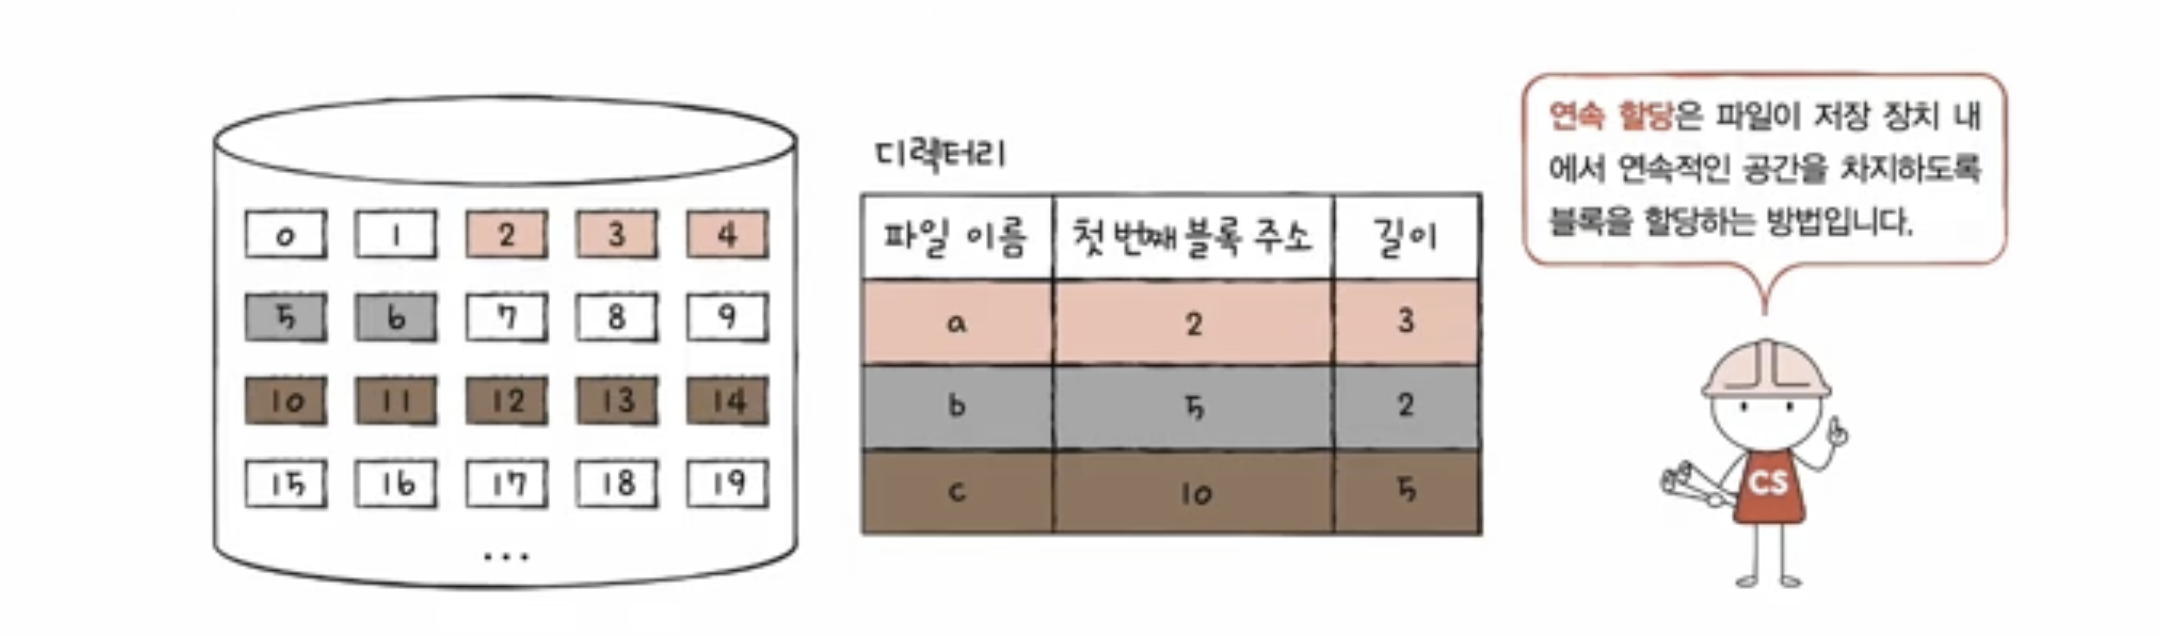 0 1 2 3 4
5 6 7 8 9
10 11 12 13 14
15 16 17 18 19
...
디렉터리
파일 이름 첫 번째 블록 주소 길이
a 2 3
b 5 2
c 10 5
연속 할당은 파일이 저장 장치 내
에서 연속적인 공간을 차지하도록
블록을 할당하는 방법입니다.
CS